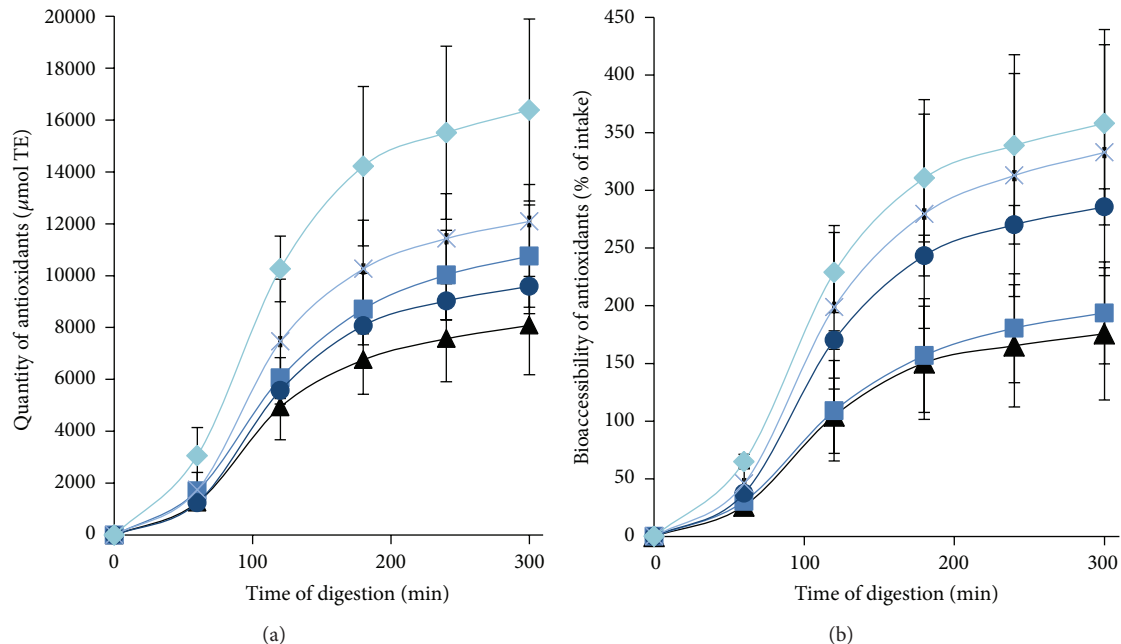 20000
18000
16000
14000
12000
10000
8000
6000
4000
2000
0
Quantity of antioxidants (μmol TE)
0 100 200 300
Time of digestion (min)
(a)
450
400
350
300
250
200
150
100
50
0
Bioaccessibility of antioxidants (% of intake)
0 100 200 300
Time of digestion (min)
(b)